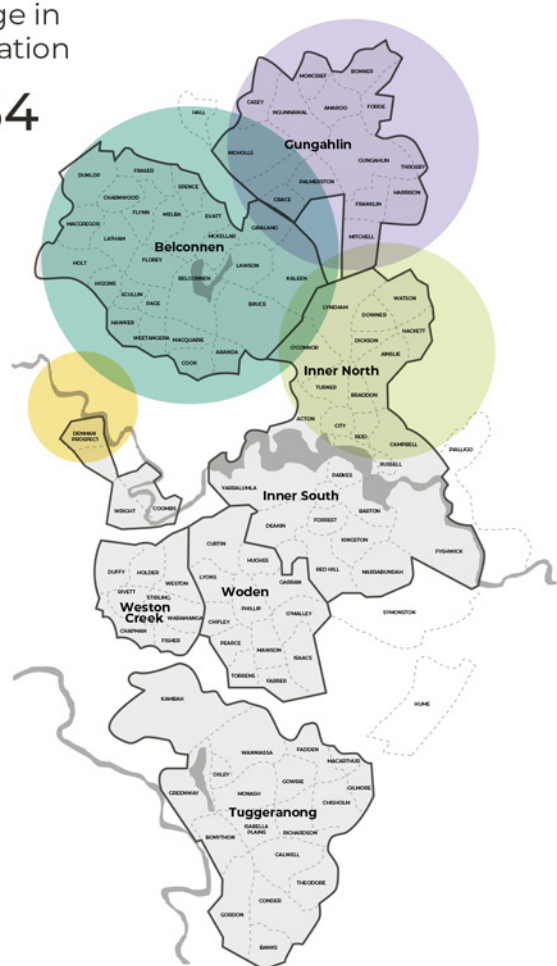 ge in
ation
64
MONCRIEF
BONNER
CASEY
NGUNNAWAL
AMAROO
FORDE
HALL
Gungahlin
NICHOLLS
GUNGAHLIN
THROSBY
PALMERSTON
HARRISON
CRACE
FRANKLIN
MITCHELL
DUNLOP
FRASER
SPENCE
CHARNWOOD
FLYNN
MELBA
EVATT
MACGREGOR
MCKELLAR
GIRALANG
LATHAM
Belconnen
HOLT
FLOREY
LAWSON
BELCONNEN
KALEEN
HIGGINS
SCULLIN
PAGE
BRUCE
HAWKER
WEETANGERA
MACQUARIE
ARANDA
COOK
LYNEHAM
WATSON
DOWNER
HACKETT
DICKSON
O'CONNOR
AINSLIE
Inner North
TURNER
BRADDON
ACTON
CITY
REID
CAMPBELL
DENMAN
PROSPECT
PIALLIGO
RUSSELL
PARKES
YARRALUMLA
Inner South
WRIGHT
COOMBS
BARTON
DEAKIN
FORREST
KINGSTON
FYSHWICK
CURTIN
HUGHES
RED HILL
NARRABUNDAH
DUFFY
HOLDER
LYONS
GARRAN
WESTON
RIVETT
STIRLING
Woden
Weston
Creek
WARAMANGA
PHILLIP
O'MALLEY
SYMONSTON
CHIFLEY
CHAPMAN
FISHER
PEARCE
MAWSON
ISAACS
TORRENS
FARRER
KAMBAH
HUME
WANNIASSA
FADDEN
MACARTHUR
OXLEY
GOWRIE
GILMORE
GREENWAY
MONASH
CHISHOLM
Tuggeranong
ISABELLA
PLAINS
BONYTHON
RICHARDSON
CALWELL
THEODORE
CONDER
GORDON
BANKS